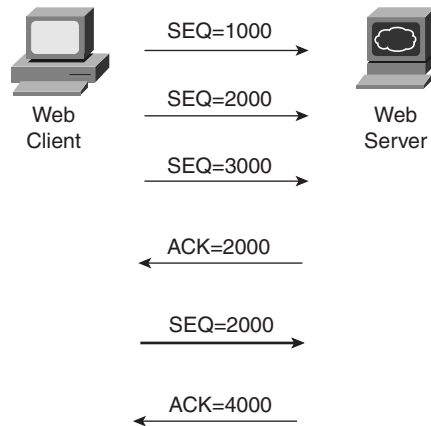 SEQ=1000
Web
Client
Web
Server
SEQ=2000
SEQ=3000
ACK=2000
SEQ=2000
ACK=4000